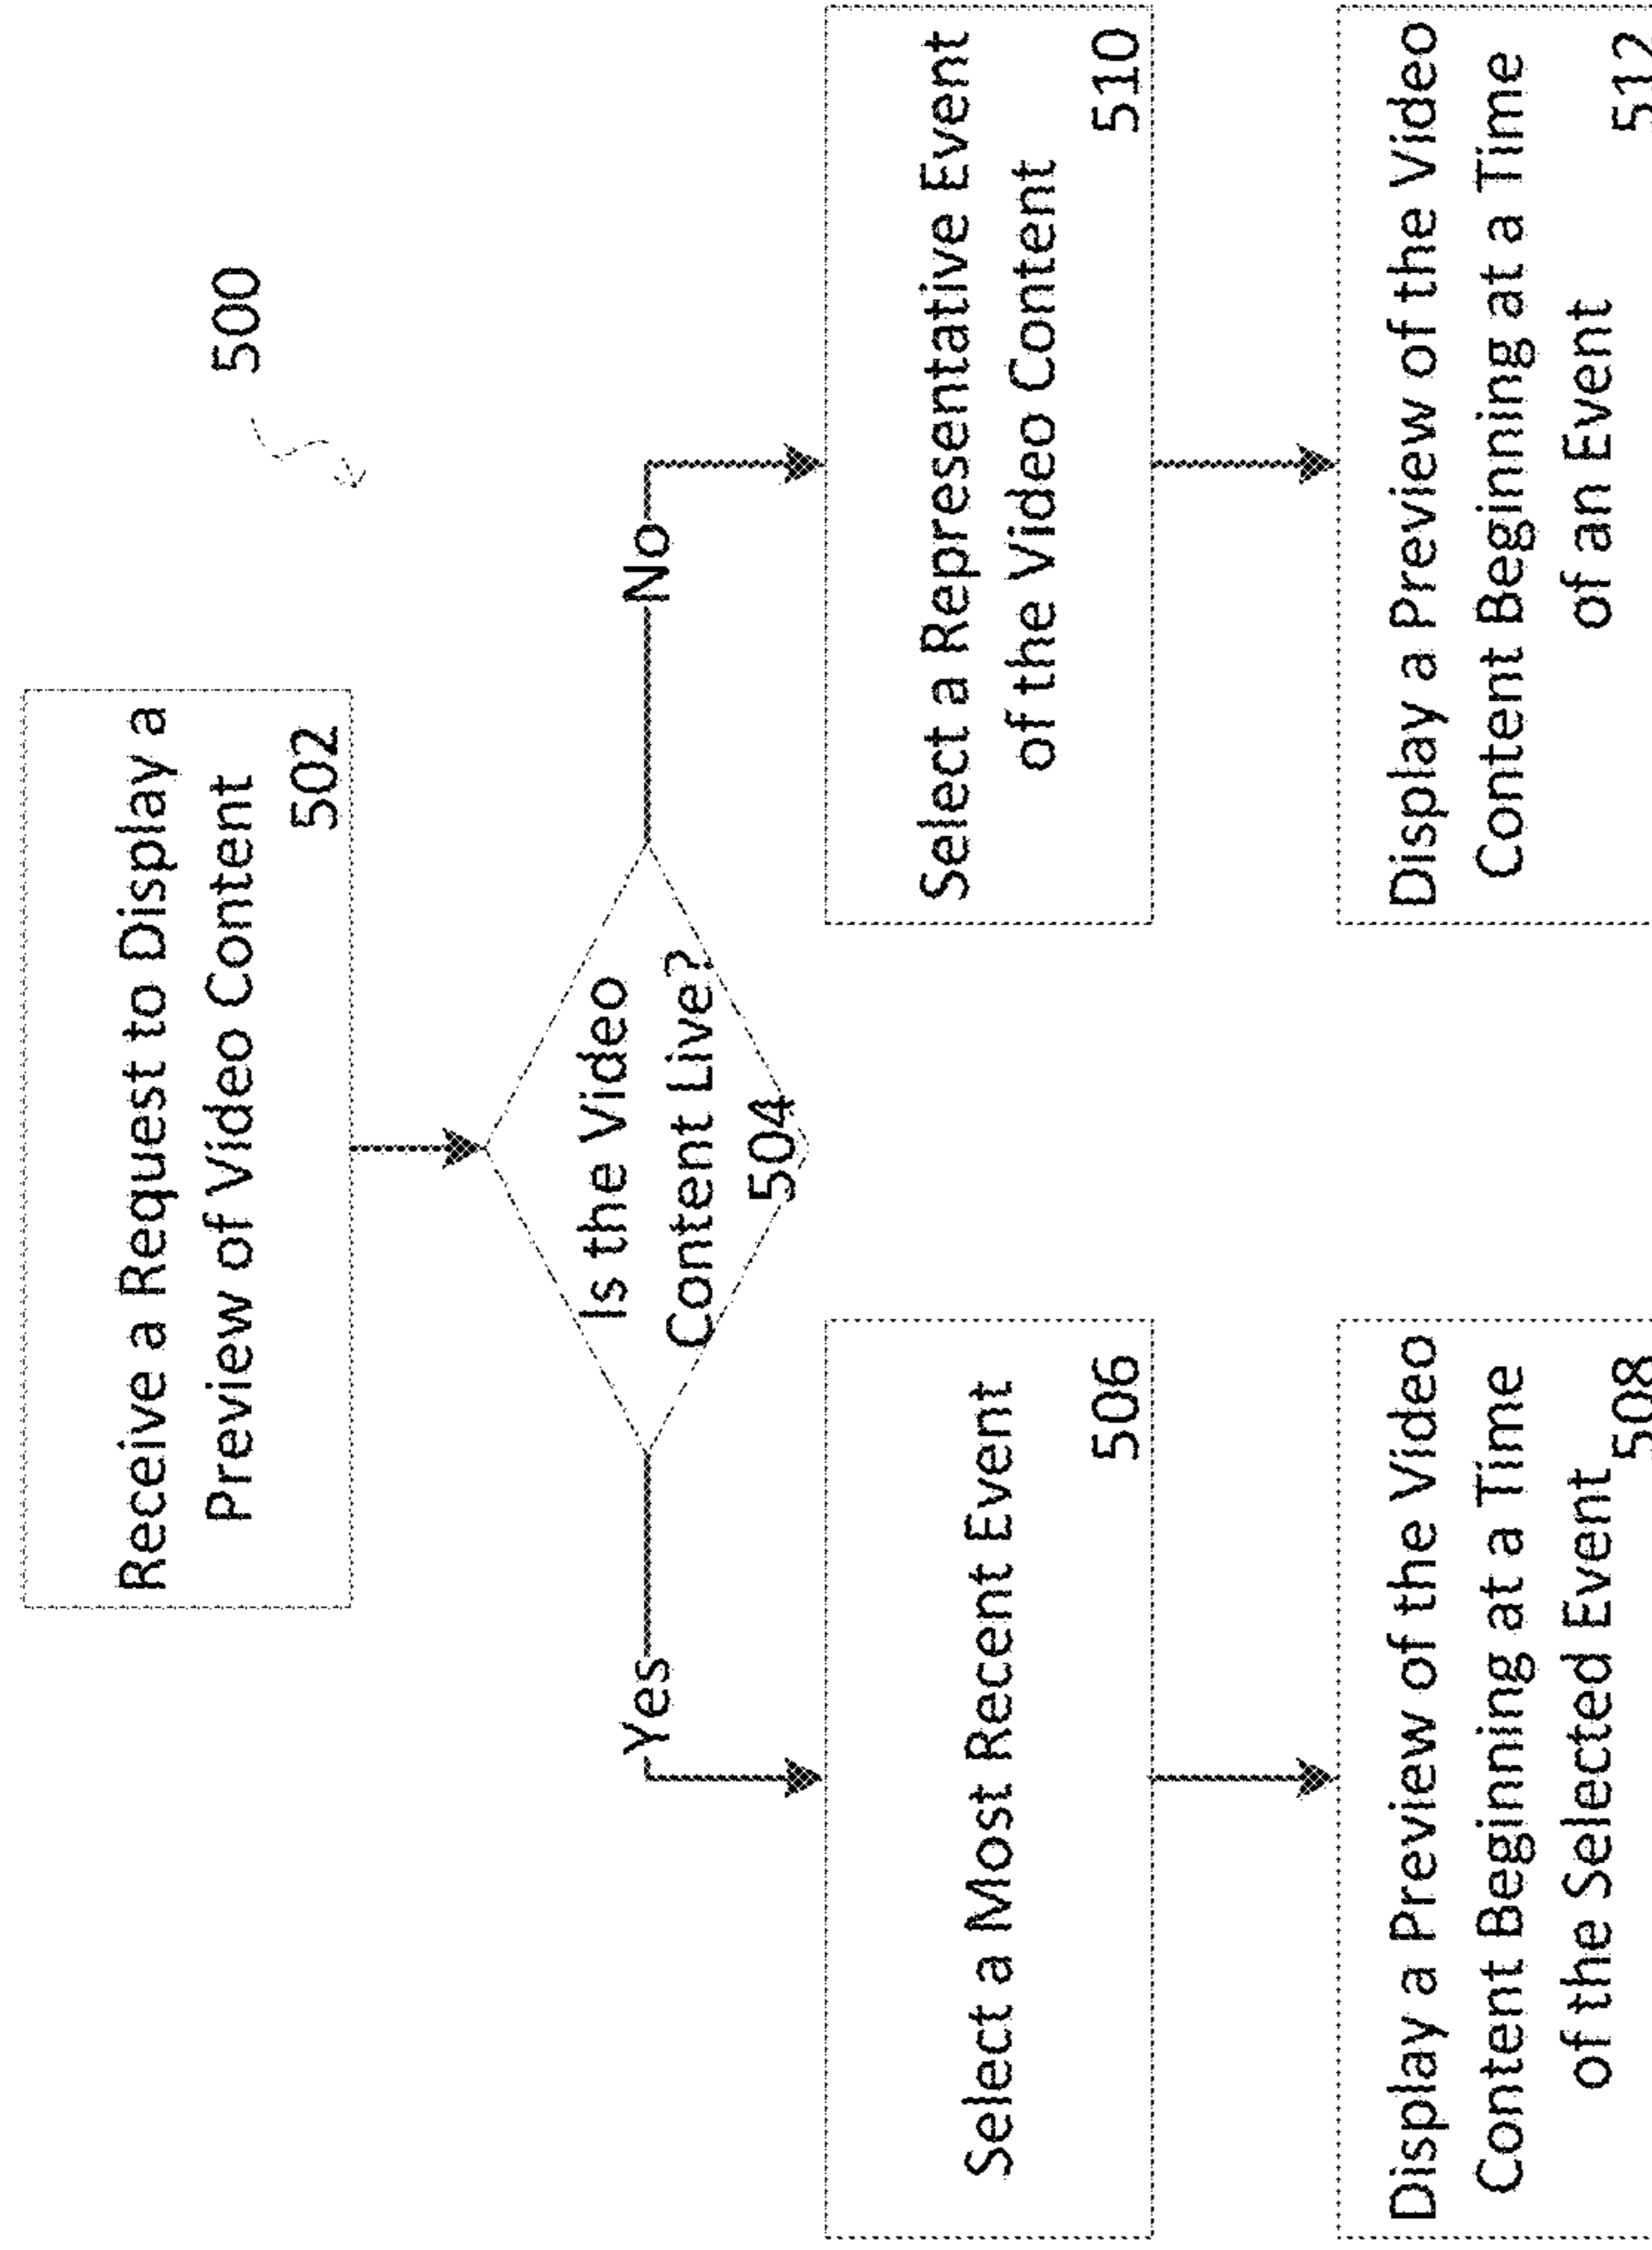 500
Receive a Request to Display a
Preview of Video Content
502
Is the Video
Content Live?
504
Yes
No
Select a Most Recent Event
506
Select a Representative Event
of the Video Content
510
Display a Preview of the Video
Content Beginning at a Time
of the Selected Event
508
Display a Preview of the Video
Content Beginning at a Time
of an Event
512